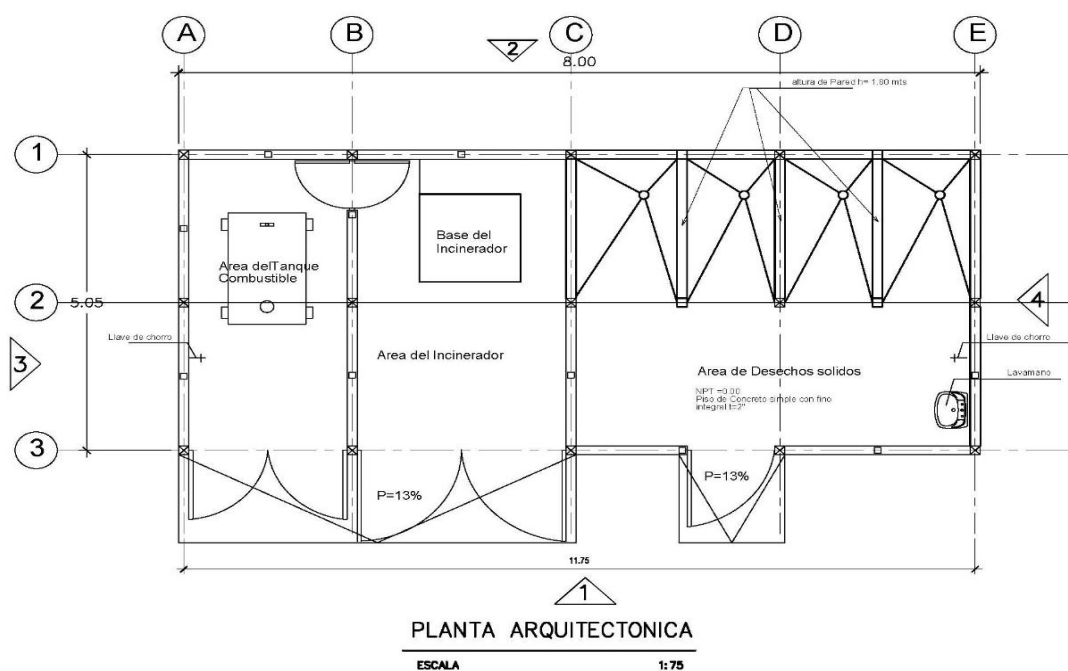 A
B
C
D
E
2
8.00
altura de Pared h= 1.80 mts
1
Base del
Incinerador
Area delTanque
Combustible
2
5.05
4
Llave de chorro
3
Area del Incinerador
Llave de chorro
Area de Desechos solidos
Lavamano
NPT =0.00
Piso de Concreto simple con fino
integral t=2"
3
P=13%
P=13%
11.75
1
PLANTA ARQUITECTONICA
ESCALA 1:75